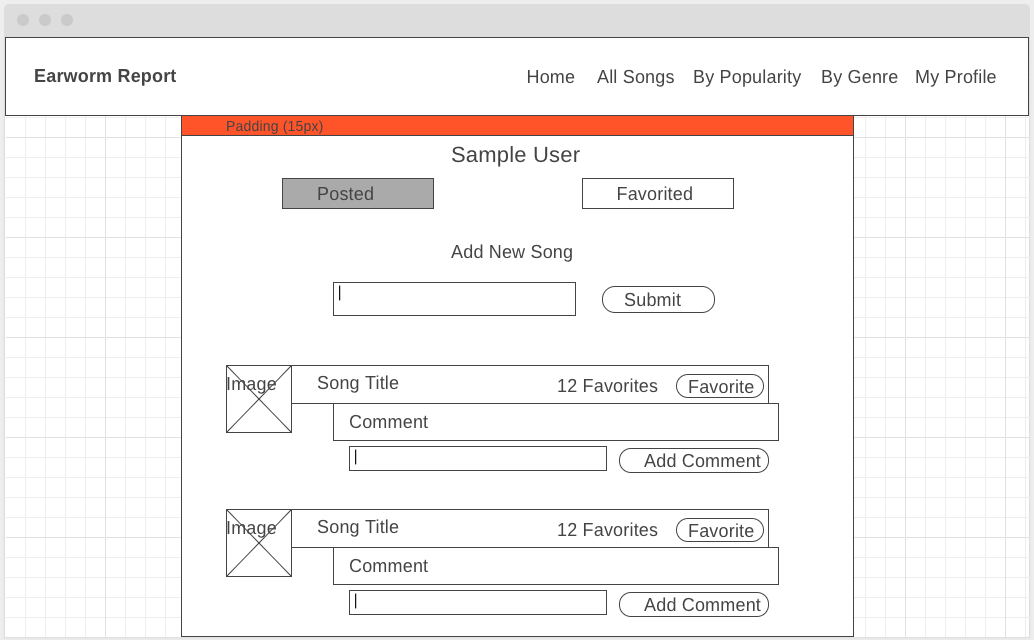 Earworm Report Home All Songs By Popularity By Genre My Profile
Padding (15px)
Sample User
Posted Favorited
Add New Song
Submit
Image Song Title 12 Favorites Favorite
Comment
Add Comment
Image Song Title 12 Favorites Favorite
Comment
Add Comment